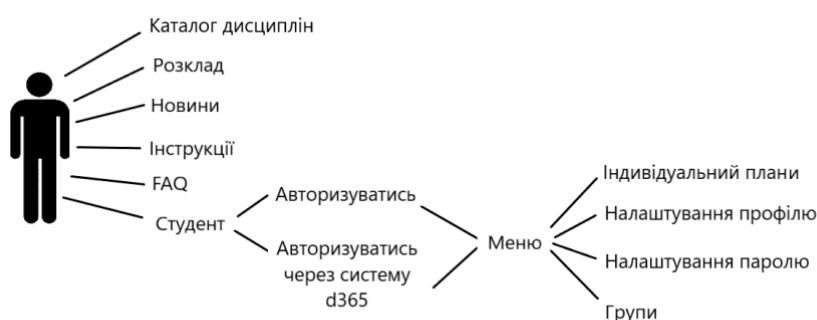 Каталог дисциплін
Розклад
Новини
Інструкції
FAQ
Студент
Авторизуватись
Авторизуватись
через систему
d365
Меню
Індивідуальний плани
Налаштування профілю
Налаштування паролю
Групи